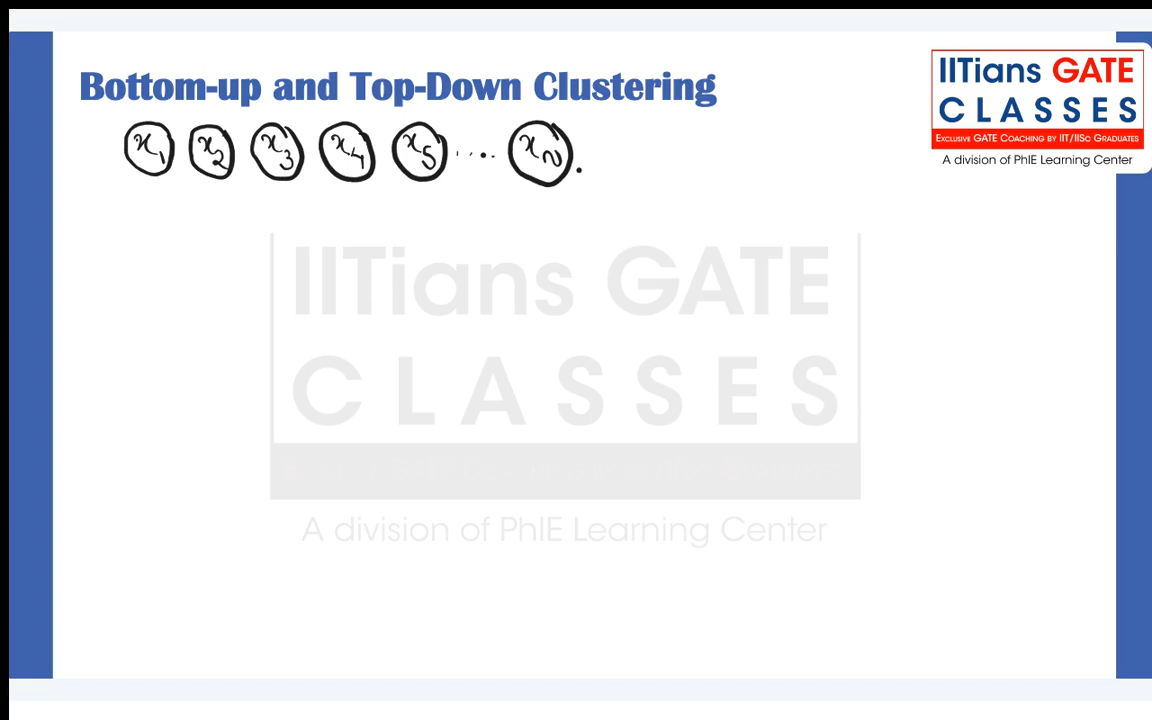 Bottom-up and Top-Down Clustering
IITians GATE
CLASSES
EXCLUSIVE GATE COACHING BY IIT/IISC GRADUATES
A division of PhIE Learning Center
x1 x2 x3 x4 x5 ..... xN.
IITians GATE
CLASSES
A division of PhIE Learning Center